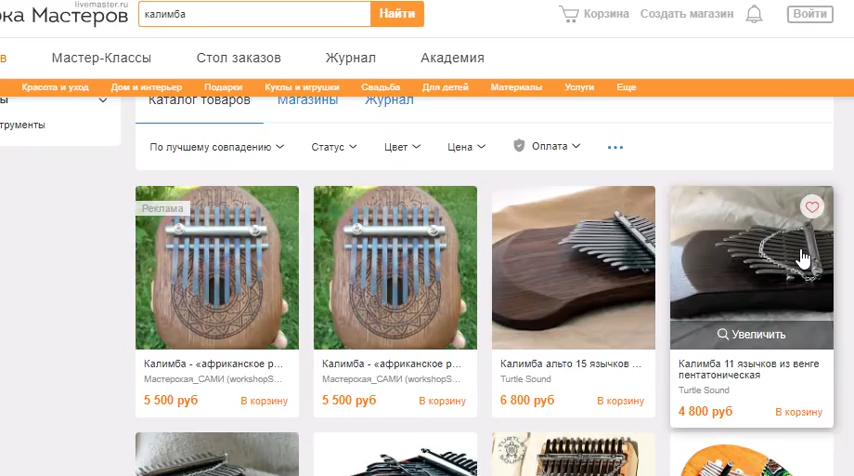 livemaster.ru
ка Мастеров
калимба
Найти
Корзина
Создать магазин
Войти
в
Мастер-Классы
Стол заказов
Журнал
Академия
Красота и уход
Дом и интерьер
Подарки
Куклы и игрушки
Свадьба
Для детей
Материалы
Услуги
Еще
ы
струменты
Каталог товаров
Магазины
Журнал
По лучшему совпадению
Статус
Цвет
Цена
Оплата
...
Реклама
Увеличить
Калимба - «африканское р...
Мастерская_САМИ (workshopS...
5 500 руб
В корзину
Калимба - «африканское р...
Мастерская_САМИ (workshopS...
5 500 руб
В корзину
Калимба альто 15 язычков ...
Turtle Sound
6 800 руб
В корзину
Калимба 11 язычков из венге
пентатоническая
Turtle Sound
4 800 руб
В корзину